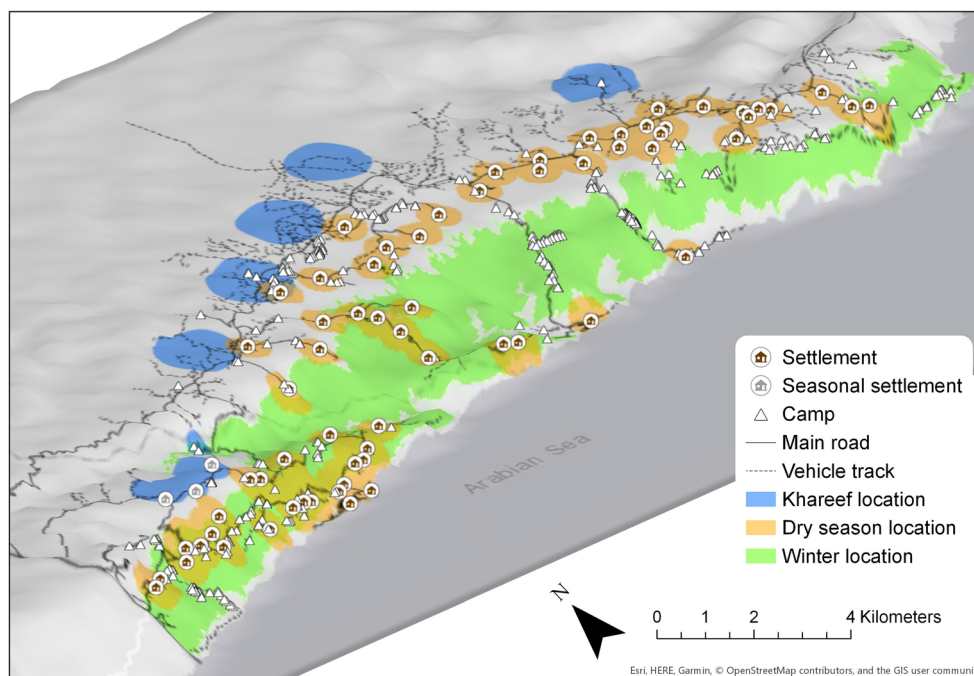 Arabian Sea
Settlement
Seasonal settlement
Camp
Main road
Vehicle track
Khareef location
Dry season location
Winter location
N
0 1 2 4 Kilometers
Esri, HERE, Garmin, © OpenStreetMap contributors, and the GIS user communi